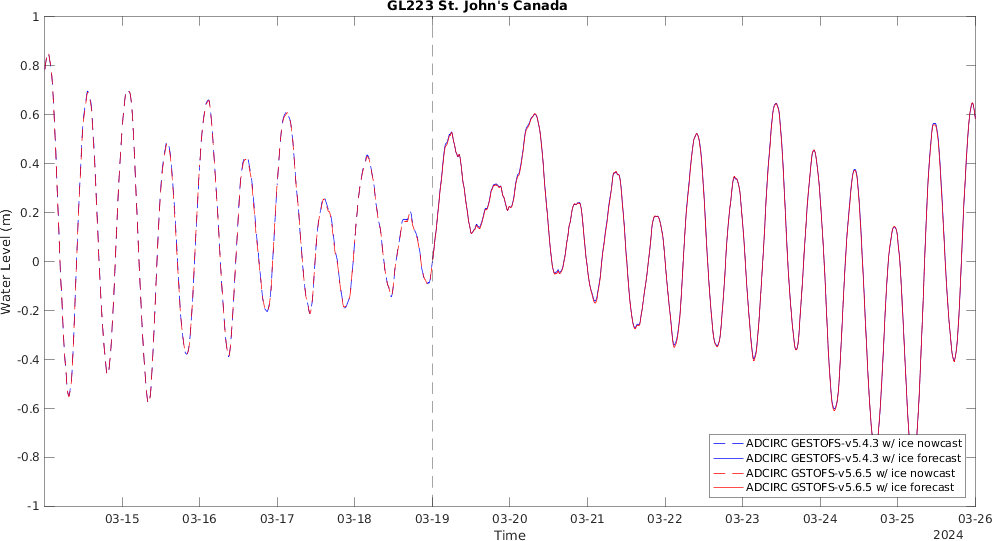 GL223 St. John's Canada
Water Level (m)
1
0.8
0.6
0.4
0.2
0
-0.2
-0.4
-0.6
-0.8
-1
ADCIRC GESTOFS-v5.4.3 w/ ice nowcast
ADCIRC GESTOFS-v5.4.3 w/ ice forecast
ADCIRC GSTOFS-v5.6.5 w/ ice nowcast
ADCIRC GSTOFS-v5.6.5 w/ ice forecast
03-15 03-16 03-17 03-18 03-19 03-20 03-21 03-22 03-23 03-24 03-25 03-26
Time
2024